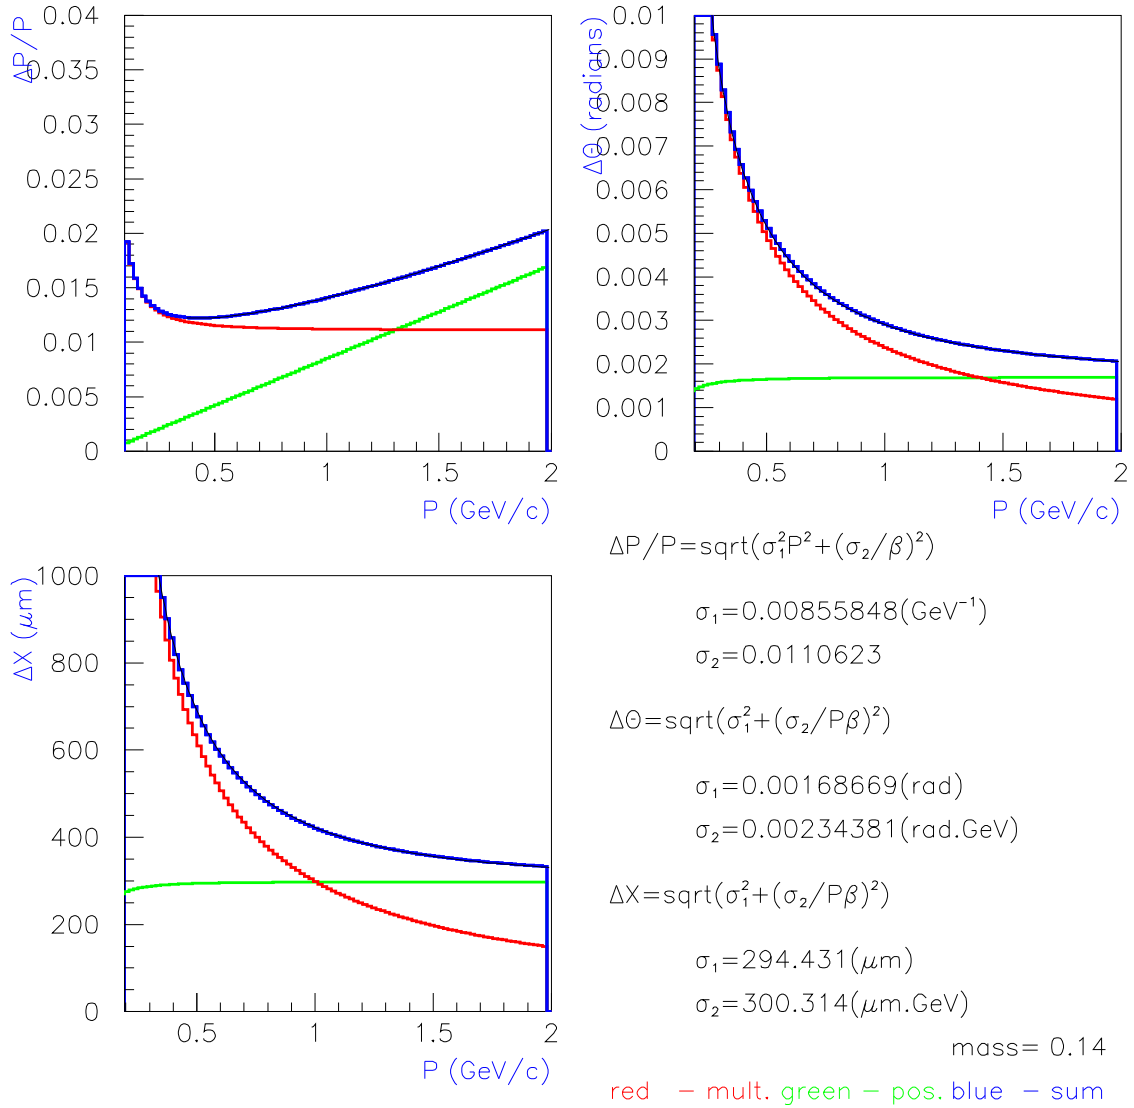 ΔP/P
0.04
0.035
0.03
0.025
0.02
0.015
0.01
0.005
0
0.5 1 1.5 2
P (GeV/c)
ΔΘ (radians)
0.01
0.009
0.008
0.007
0.006
0.005
0.004
0.003
0.002
0.001
0
0.5 1 1.5 2
P (GeV/c)
ΔX (μm)
1000
800
600
400
200
0
0.5 1 1.5 2
P (GeV/c)
ΔP/P=sqrt(σ₁²P²+(σ₂/β)²)
σ₁=0.00855848(GeV⁻¹)
σ₂=0.0110623
ΔΘ=sqrt(σ₁²+(σ₂/Pβ)²)
σ₁=0.00168669(rad)
σ₂=0.00234381(rad.GeV)
ΔX=sqrt(σ₁²+(σ₂/Pβ)²)
σ₁=294.431(μm)
σ₂=300.314(μm.GeV)
mass= 0.14
red – mult. green – pos. blue – sum